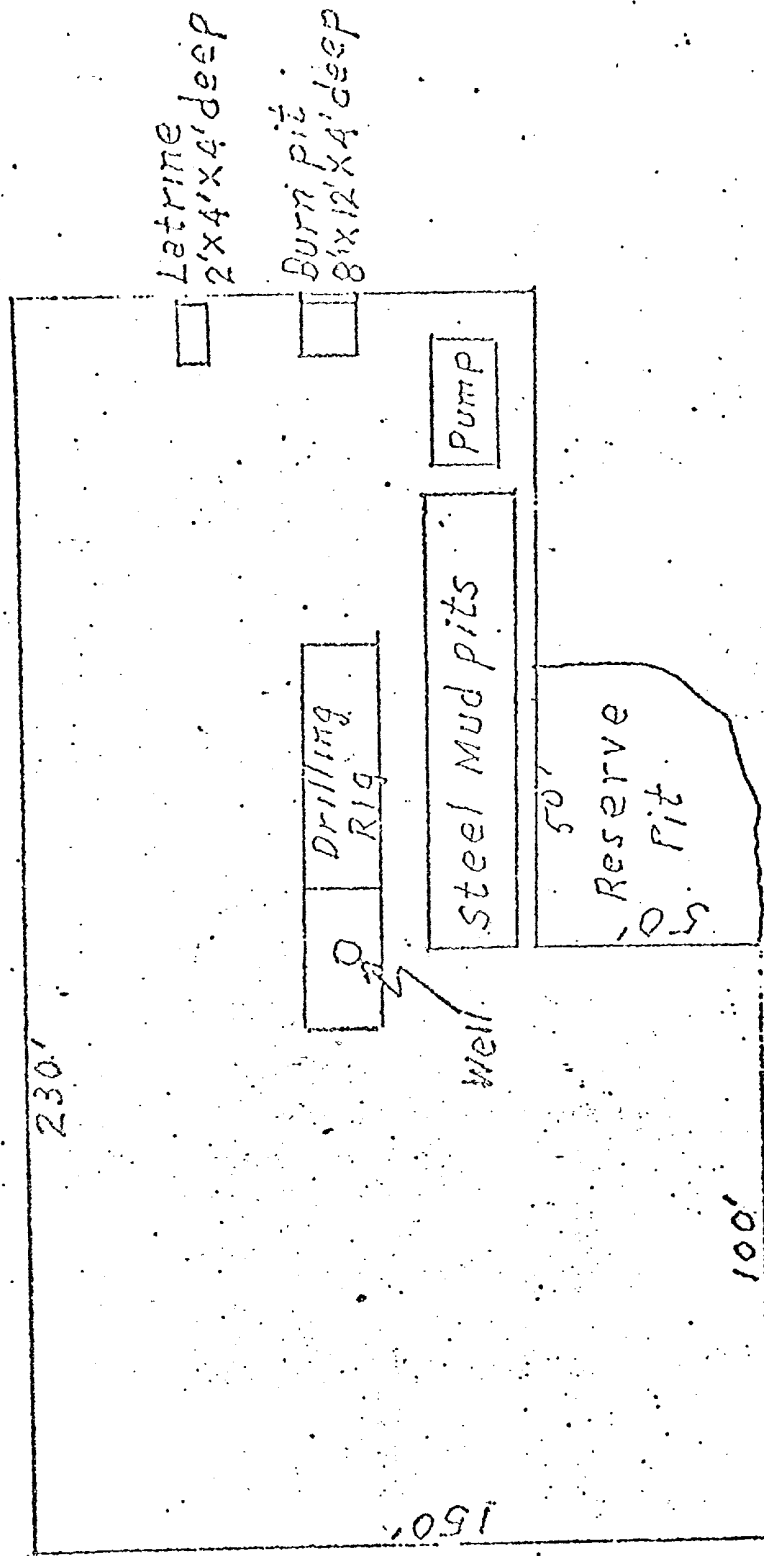 230'
Latrine
2'x4'x4' deep
Burn pit
8'x12'x4' deep
Drilling
Rig
Well
Pump
Steel Mud pits
50'
Reserve
Pit
50'
150'
100'